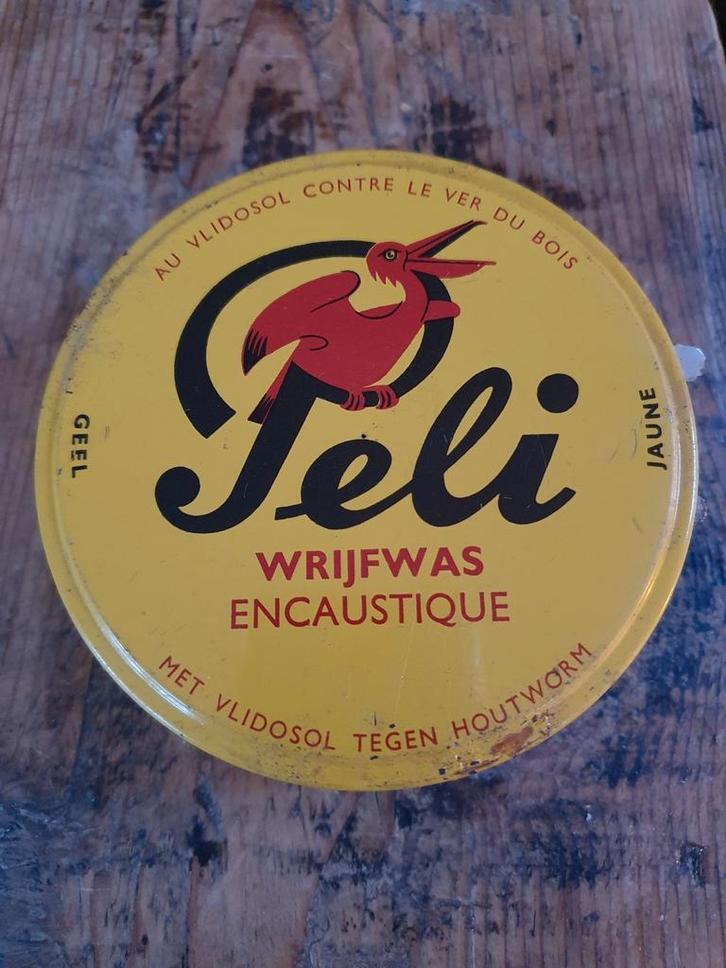 AU VLIDOSOL CONTRE LE VER DU BOIS
Peli
GEEL
JAUNE
WRIJFWAS
ENCAUSTIQUE
MET VLIDOSOL TEGEN HOUTWORM